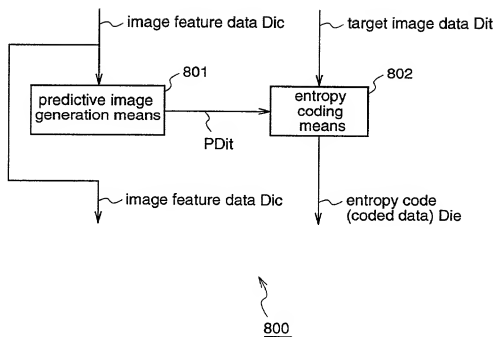 image feature data Dic
target image data Dit
801
802
predictive image
generation means
entropy
coding
means
PDit
image feature data Dic
entropy code
(coded data) Die
800